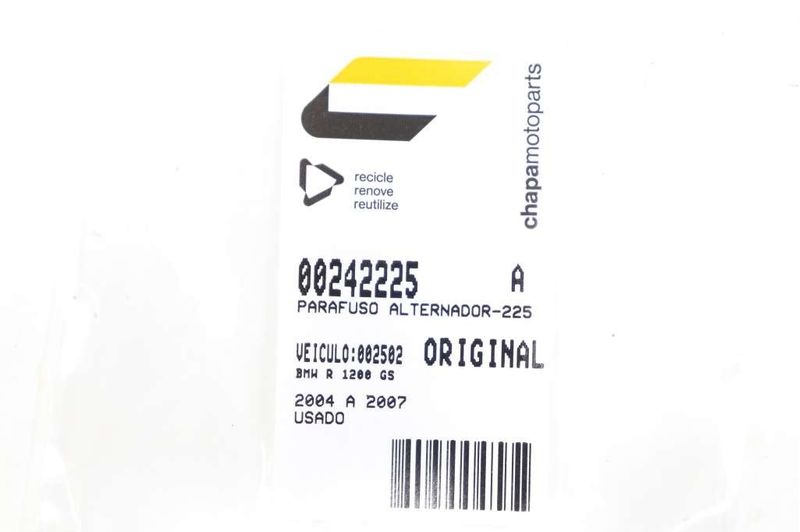 chapamotoparts
recicle
renove
reutilize
00242225 A
PARAFUSO ALTERNADOR-225
VEICULO:002502 ORIGINAL
BMW R 1200 GS
2004 A 2007
USADO